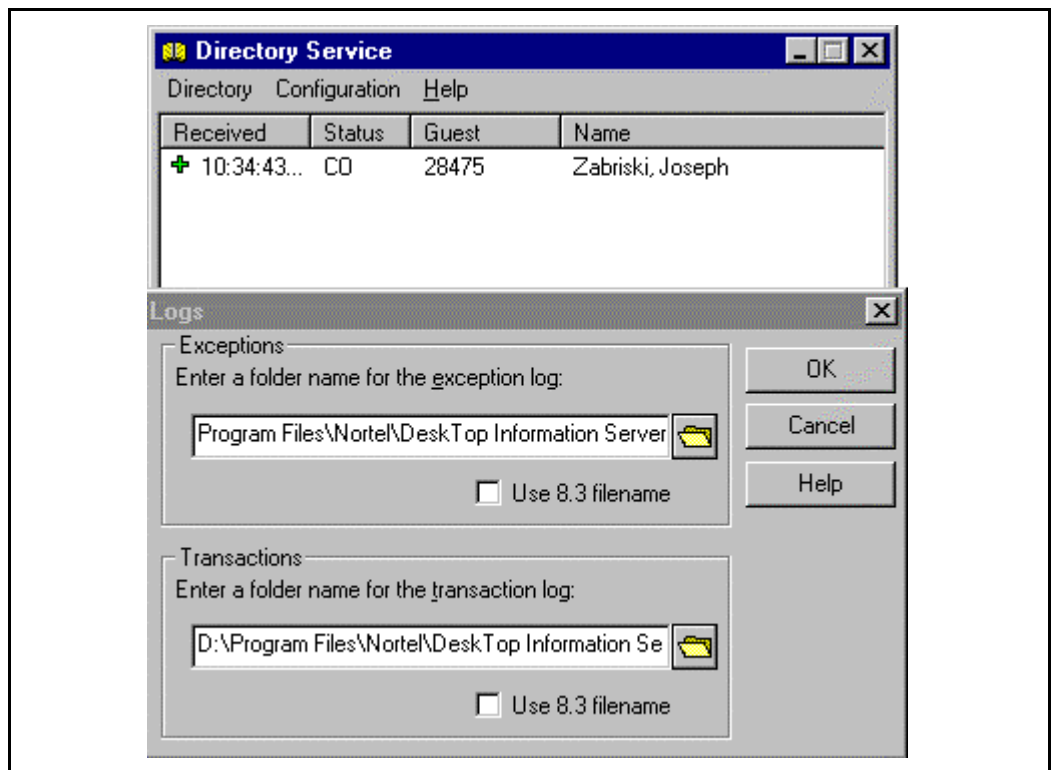 Directory Service
Directory Configuration Help
Received Status Guest Name
10:34:43... CO 28475 Zabriski, Joseph
Logs
Exceptions
Enter a folder name for the exception log:
Program Files\Nortel\DeskTop Information Server
Use 8.3 filename
OK
Cancel
Help
Transactions
Enter a folder name for the transaction log:
D:\Program Files\Nortel\DeskTop Information Se
Use 8.3 filename